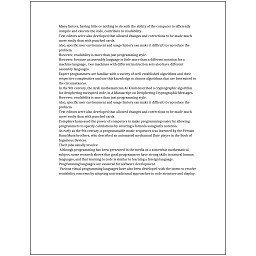 Many factors, having little or nothing to do with the ability of the computer to efficiently
compile and execute the code, contribute to readability.
Text editors were also developed that allowed changes and corrections to be made much
more easily than with punched cards.
Also, specific user environment and usage history can make it difficult to reproduce the
problem.
However, readability is more than just programming style.
However, because an assembly language is little more than a different notation for a
machine language, two machines with different instruction sets also have different
assembly languages.
Expert programmers are familiar with a variety of well-established algorithms and their
respective complexities and use this knowledge to choose algorithms that are best suited to
the circumstances.
In the 9th century, the Arab mathematician Al-Kindi described a cryptographic algorithm
for deciphering encrypted code, in A Manuscript on Deciphering Cryptographic Messages.
However, readability is more than just programming style.
Also, specific user environment and usage history can make it difficult to reproduce the
problem.
Text editors were also developed that allowed changes and corrections to be made much
more easily than with punched cards.
Compilers harnessed the power of computers to make programming easier by allowing
programmers to specify calculations by entering a formula using infix notation.
As early as the 9th century, a programmable music sequencer was invented by the Persian
Banu Musa brothers, who described an automated mechanical flute player in the Book of
Ingenious Devices.
Their jobs usually involve:
Although programming has been presented in the media as a somewhat mathematical
subject, some research shows that good programmers have strong skills in natural human
languages, and that learning to code is similar to learning a foreign language.
Programming languages are essential for software development.
Various visual programming languages have also been developed with the intent to resolve
readability concerns by adopting non-traditional approaches to code structure and display.